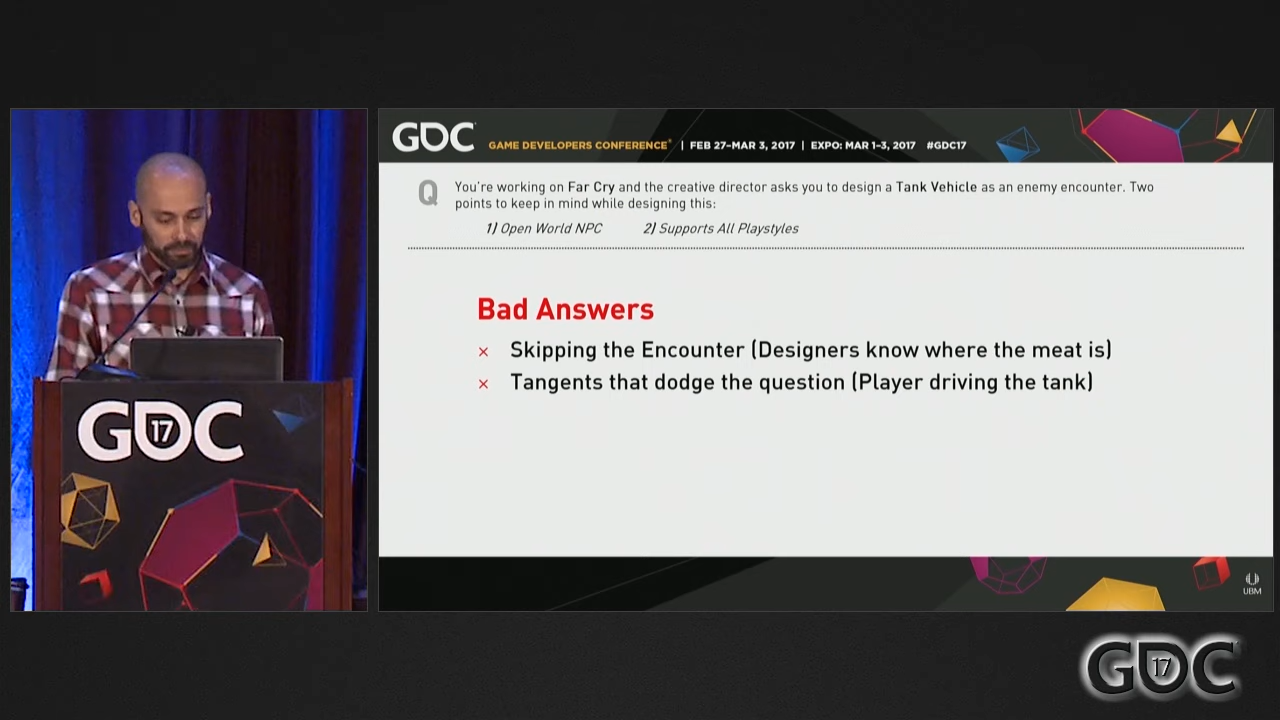 GDC GAME DEVELOPERS CONFERENCE® | FEB 27–MAR 3, 2017 | EXPO: MAR 1–3, 2017 #GDC17
Q You're working on Far Cry and the creative director asks you to design a Tank Vehicle as an enemy encounter. Two
points to keep in mind while designing this:
1) Open World NPC 2) Supports All Playstyles
Bad Answers
× Skipping the Encounter (Designers know where the meat is)
× Tangents that dodge the question (Player driving the tank)
GDC 17
UBM
GDC 17